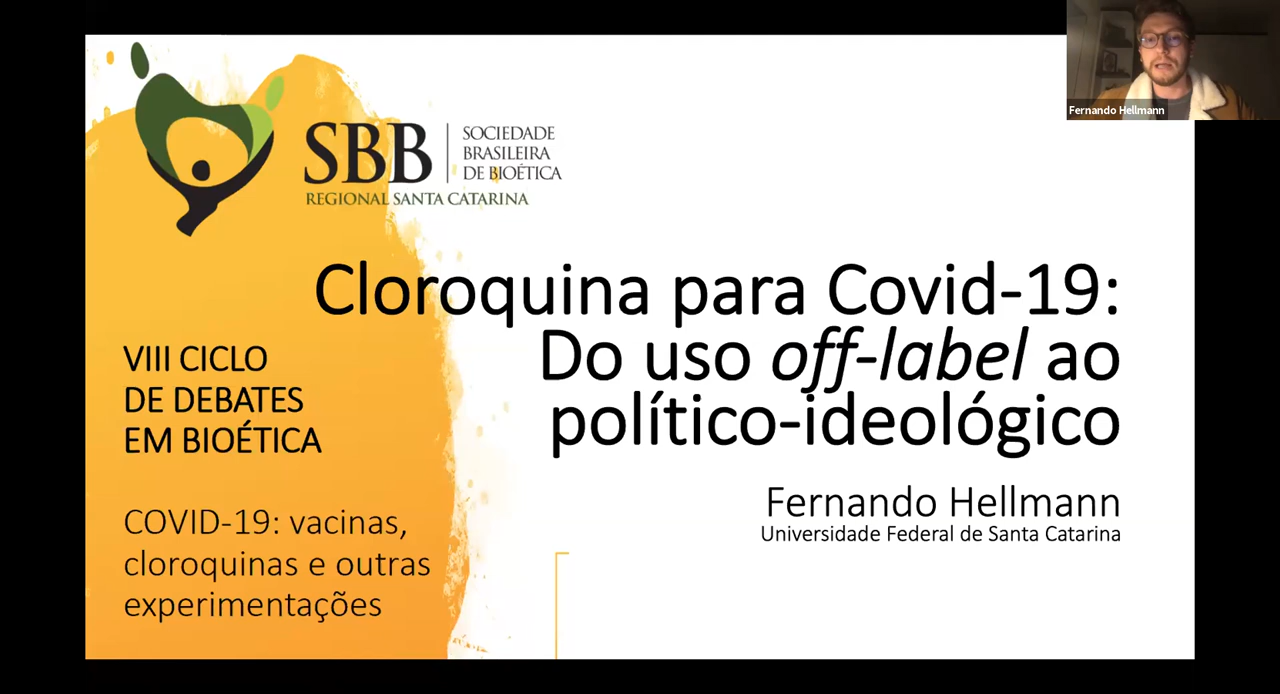 Fernando Hellmann
SBB
SOCIEDADE
BRASILEIRA
DE BIOÉTICA
REGIONAL SANTA CATARINA
Cloroquina para Covid-19:
Do uso off-label ao
político-ideológico
Fernando Hellmann
Universidade Federal de Santa Catarina
VIII CICLO
DE DEBATES
EM BIOÉTICA
COVID-19: vacinas,
cloroquinas e outras
experimentações